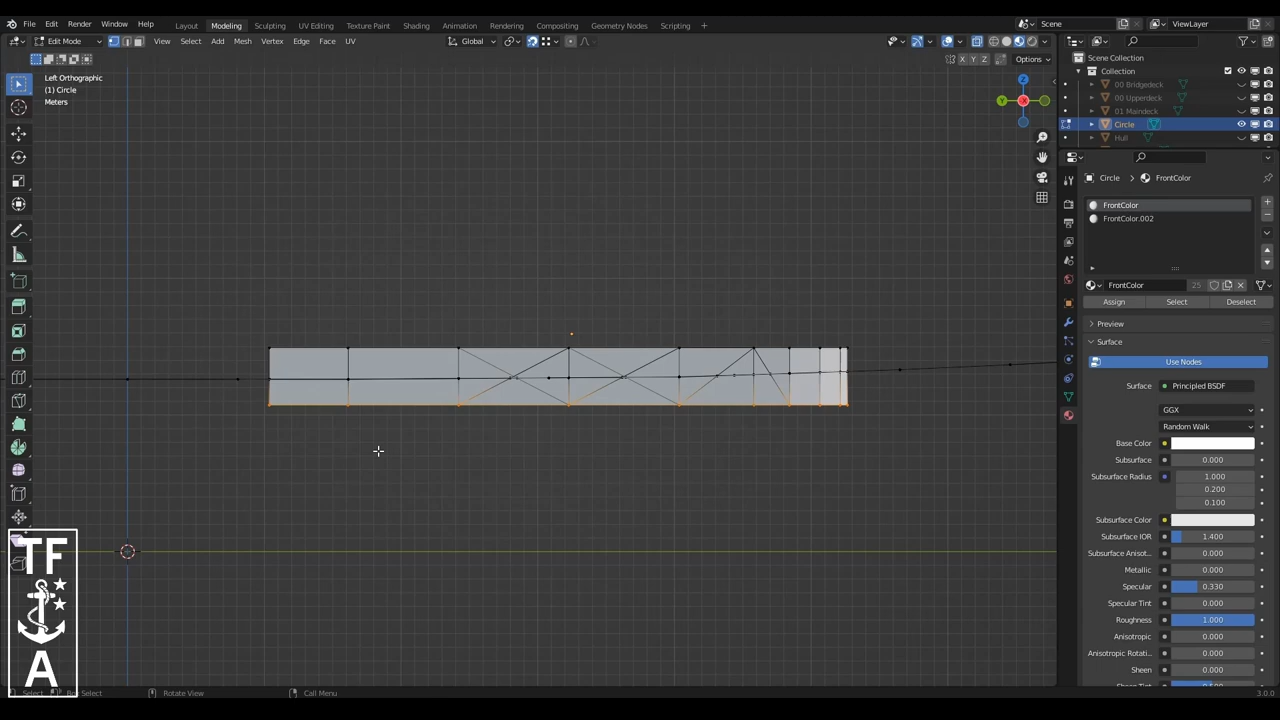 File Edit Render Window Help
Layout Modeling Sculpting UV Editing Texture Paint Shading Animation Rendering Compositing Geometry Nodes Scripting +
Scene
ViewLayer
Edit Mode
View Select Add Mesh Vertex Edge Face UV
Global
X Y Z
Options
Left Orthographic
(1) Circle
Meters
Z
Y
X
Scene Collection
Collection
00 Bridgedeck
00 Upperdeck
01 Maindeck
Circle
Hull
Circle > FrontColor
FrontColor
FrontColor.002
FrontColor 25
Assign Select Deselect
Preview
Surface
Use Nodes
Surface Principled BSDF
GGX
Random Walk
Base Color
Subsurface 0.000
Subsurface Radius 1.000
0.200
0.100
Subsurface Color
Subsurface IOR 1.400
Subsurface Anisot... 0.000
Metallic 0.000
Specular 0.330
Specular Tint 0.000
Roughness 1.000
Anisotropic 0.000
Anisotropic Rotati... 0.000
Sheen 0.000
TF
A
Select Box Select Rotate View Call Menu
3.0.0